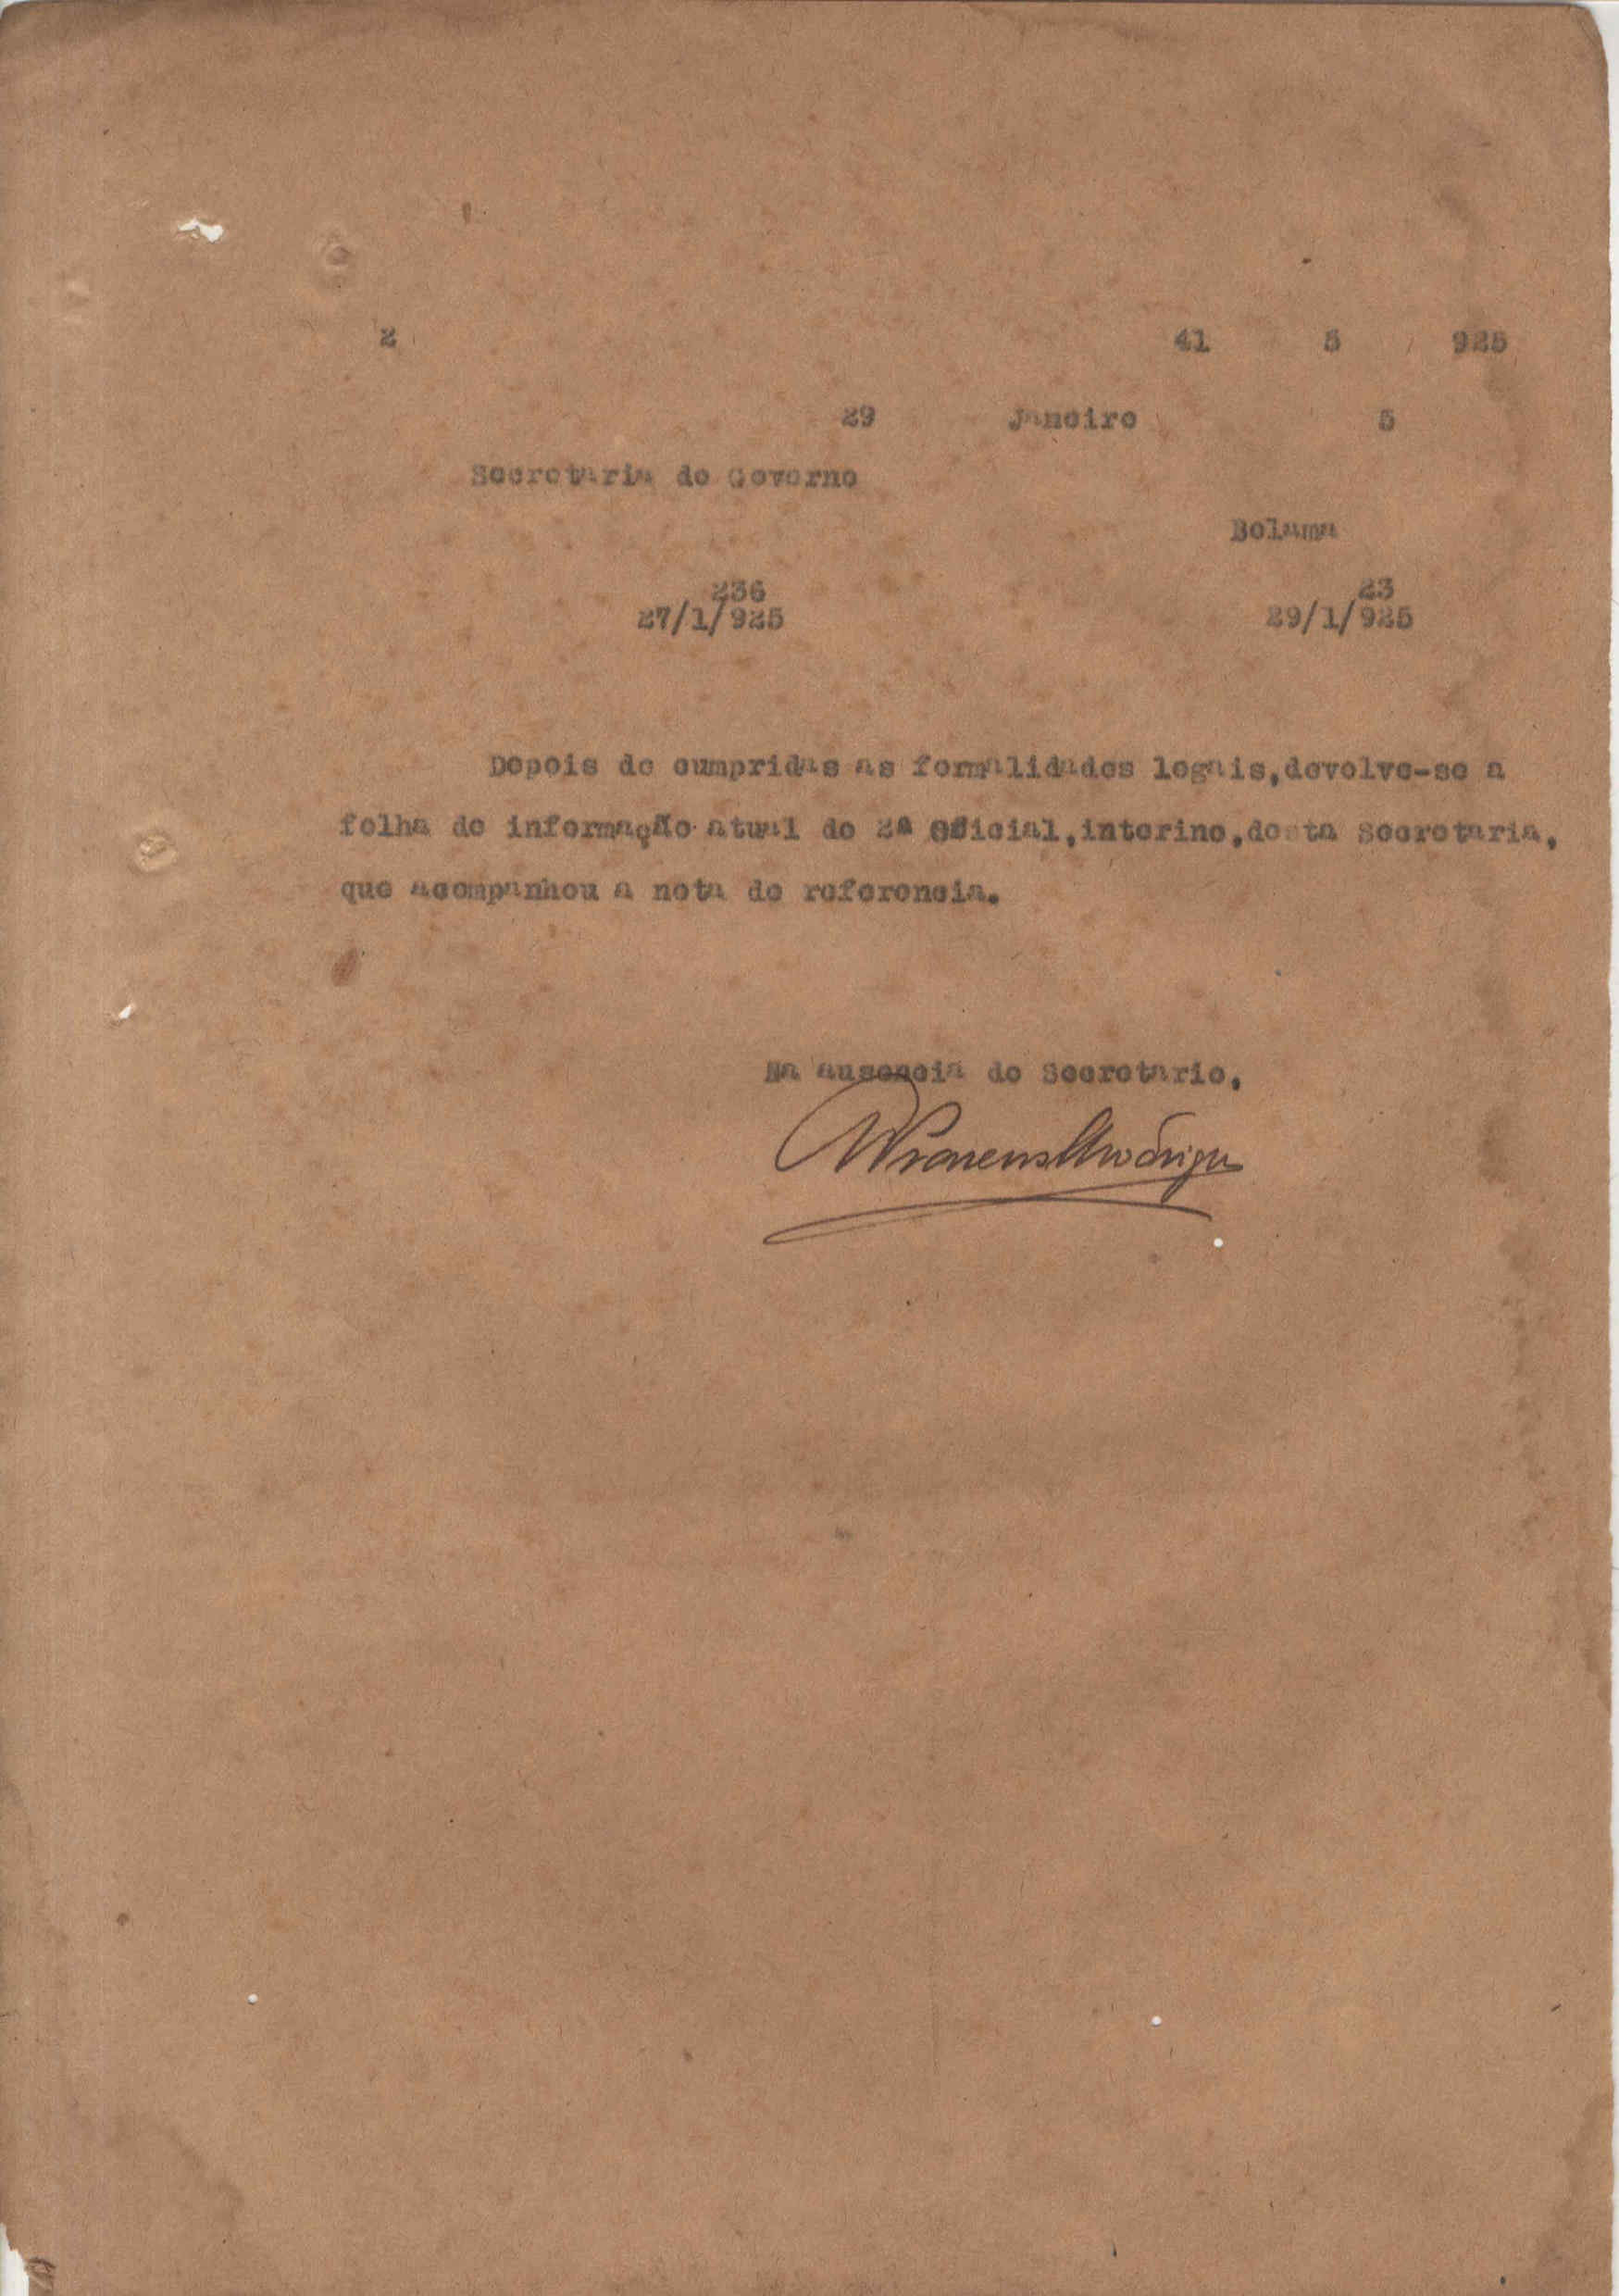 2 41 5 925
29 Janeiro 5
Secretaria do Governo
Bolama
236 23
27/1/925 29/1/925
Depois de cumpridas as formalidades legais,devolve-se a
folha de informação atual do 2º oficial,interino,desta Secretaria,
que acompanhou a nota de referencia.
Na ausencia do Secretario,